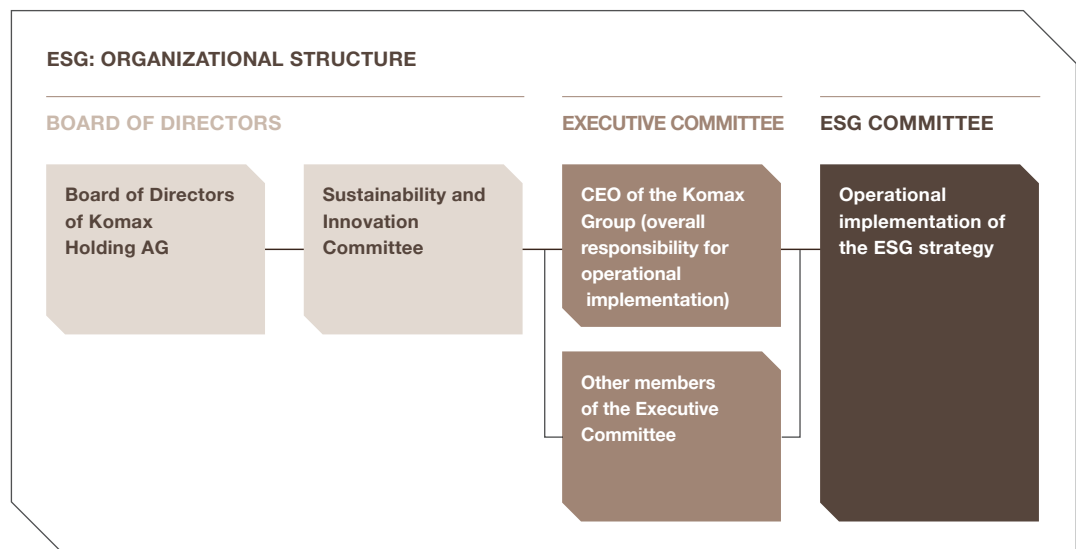 ESG: ORGANIZATIONAL STRUCTURE
BOARD OF DIRECTORS
EXECUTIVE COMMITTEE
ESG COMMITTEE
Board of Directors
of Komax
Holding AG
Sustainability and
Innovation
Committee
CEO of the Komax
Group (overall
responsibility for
operational
implementation)
Other members
of the Executive
Committee
Operational
implementation of
the ESG strategy